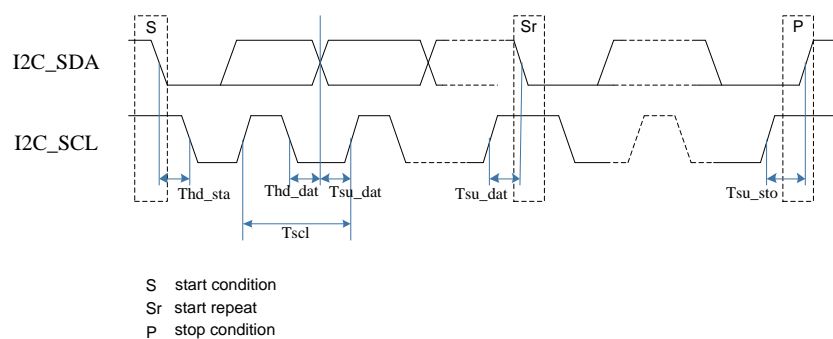 S Sr P
I2C_SDA
I2C_SCL
Thd_sta Thd_dat Tsu_dat Tsu_dat Tsu_sto
Tscl
S start condition
Sr start repeat
P stop condition